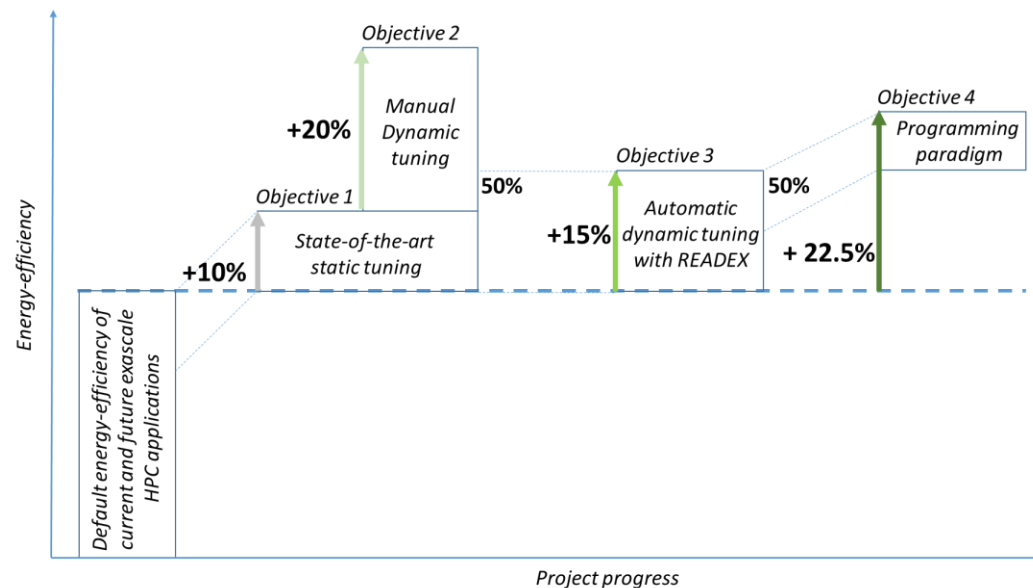 Energy-efficiency
Default energy-efficiency of
current and future exascale
HPC applications
+10%
Objective 1
State-of-the-art
static tuning
+20%
Objective 2
Manual
Dynamic
tuning
50%
+15%
Objective 3
Automatic
dynamic tuning
with READEX
50%
+ 22.5%
Objective 4
Programming
paradigm
Project progress